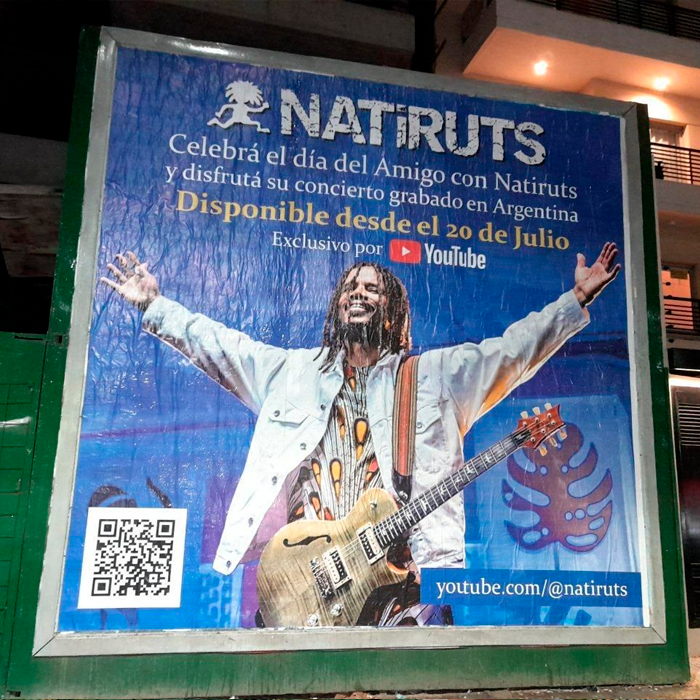 NATiRUTS
Celebrá el día del Amigo con Natiruts
y disfrutá su concierto grabado en Argentina
Disponible desde el 20 de Julio
Exclusivo por YouTube
youtube.com/@natiruts